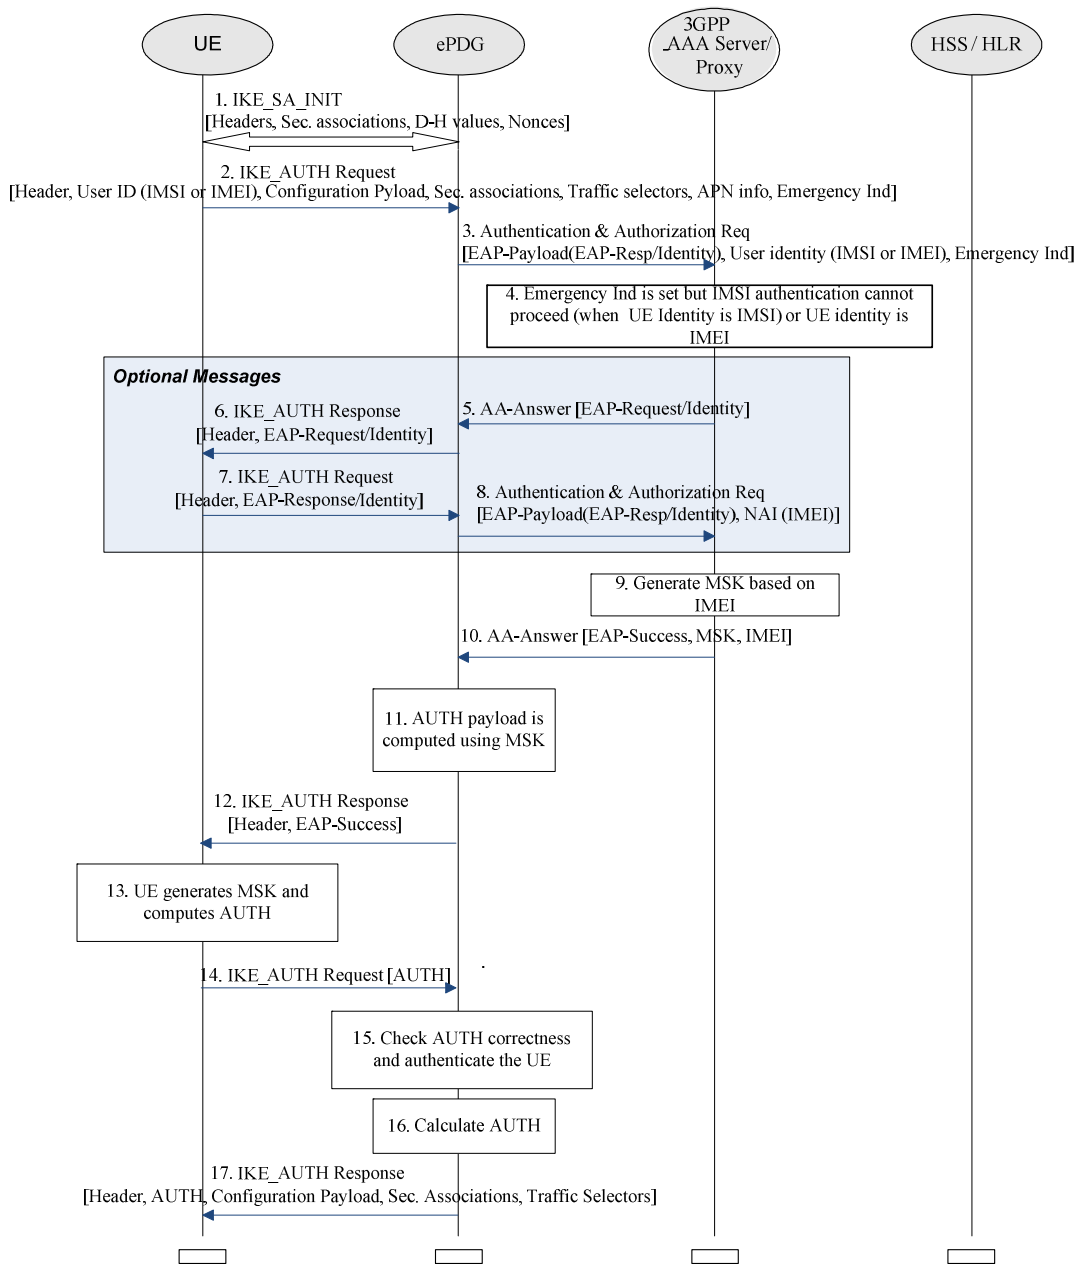 UE
ePDG
3GPP
AAA Server/
Proxy
HSS / HLR
1. IKE_SA_INIT
[Headers, Sec. associations, D-H values, Nonces]
2. IKE_AUTH Request
[Header, User ID (IMSI or IMEI), Configuration Pyload, Sec. associations, Traffic selectors, APN info, Emergency Ind]
3. Authentication & Authorization Req
[EAP-Payload(EAP-Resp/Identity), User identity (IMSI or IMEI), Emergency Ind]
4. Emergency Ind is set but IMSI authentication cannot
proceed (when UE Identity is IMSI) or UE identity is
IMEI
Optional Messages
5. AA-Answer [EAP-Request/Identity]
6. IKE_AUTH Response
[Header, EAP-Request/Identity]
7. IKE_AUTH Request
[Header, EAP-Response/Identity]
8. Authentication & Authorization Req
[EAP-Payload(EAP-Resp/Identity), NAI (IMEI)]
9. Generate MSK based on
IMEI
10. AA-Answer [EAP-Success, MSK, IMEI]
11. AUTH payload is
computed using MSK
12. IKE_AUTH Response
[Header, EAP-Success]
13. UE generates MSK and
computes AUTH
14. IKE_AUTH Request [AUTH]
15. Check AUTH correctness
and authenticate the UE
16. Calculate AUTH
17. IKE_AUTH Response
[Header, AUTH, Configuration Payload, Sec. Associations, Traffic Selectors]